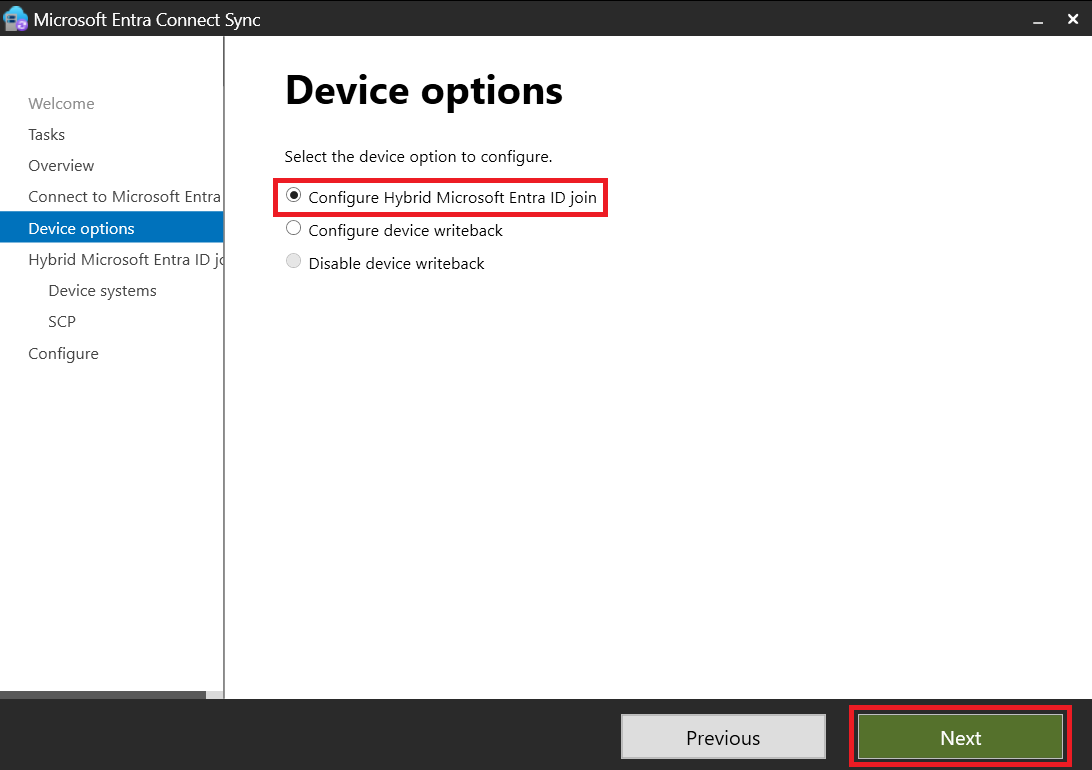 Microsoft Entra Connect Sync
Welcome
Tasks
Overview
Connect to Microsoft Entra
Device options
Hybrid Microsoft Entra ID jo
Device systems
SCP
Configure
Device options
Select the device option to configure.
Configure Hybrid Microsoft Entra ID join
Configure device writeback
Disable device writeback
Previous
Next